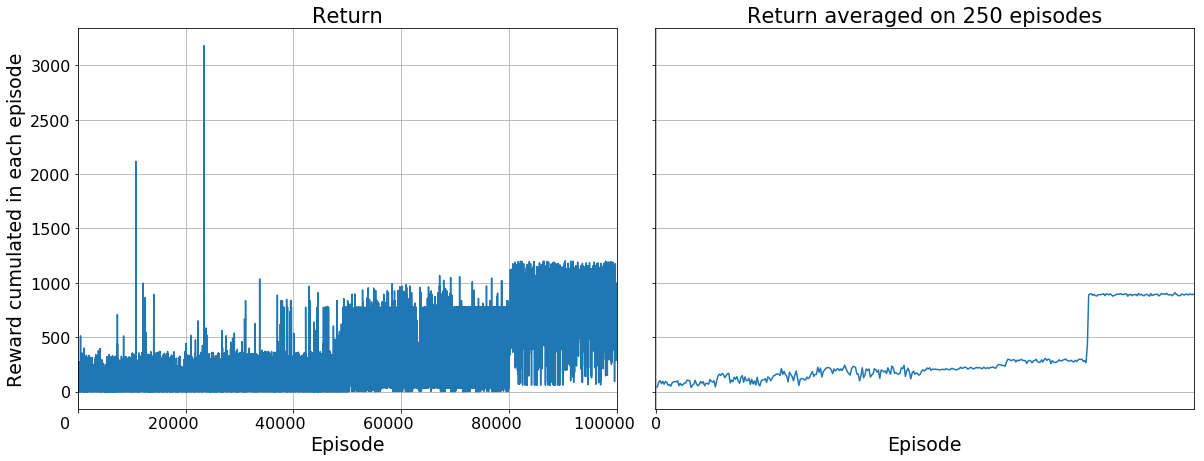 Return
Return averaged on 250 episodes
Reward cumulated in each episode
3000
2500
2000
1500
1000
500
0
0 20000 40000 60000 80000 100000
0
Episode
Episode